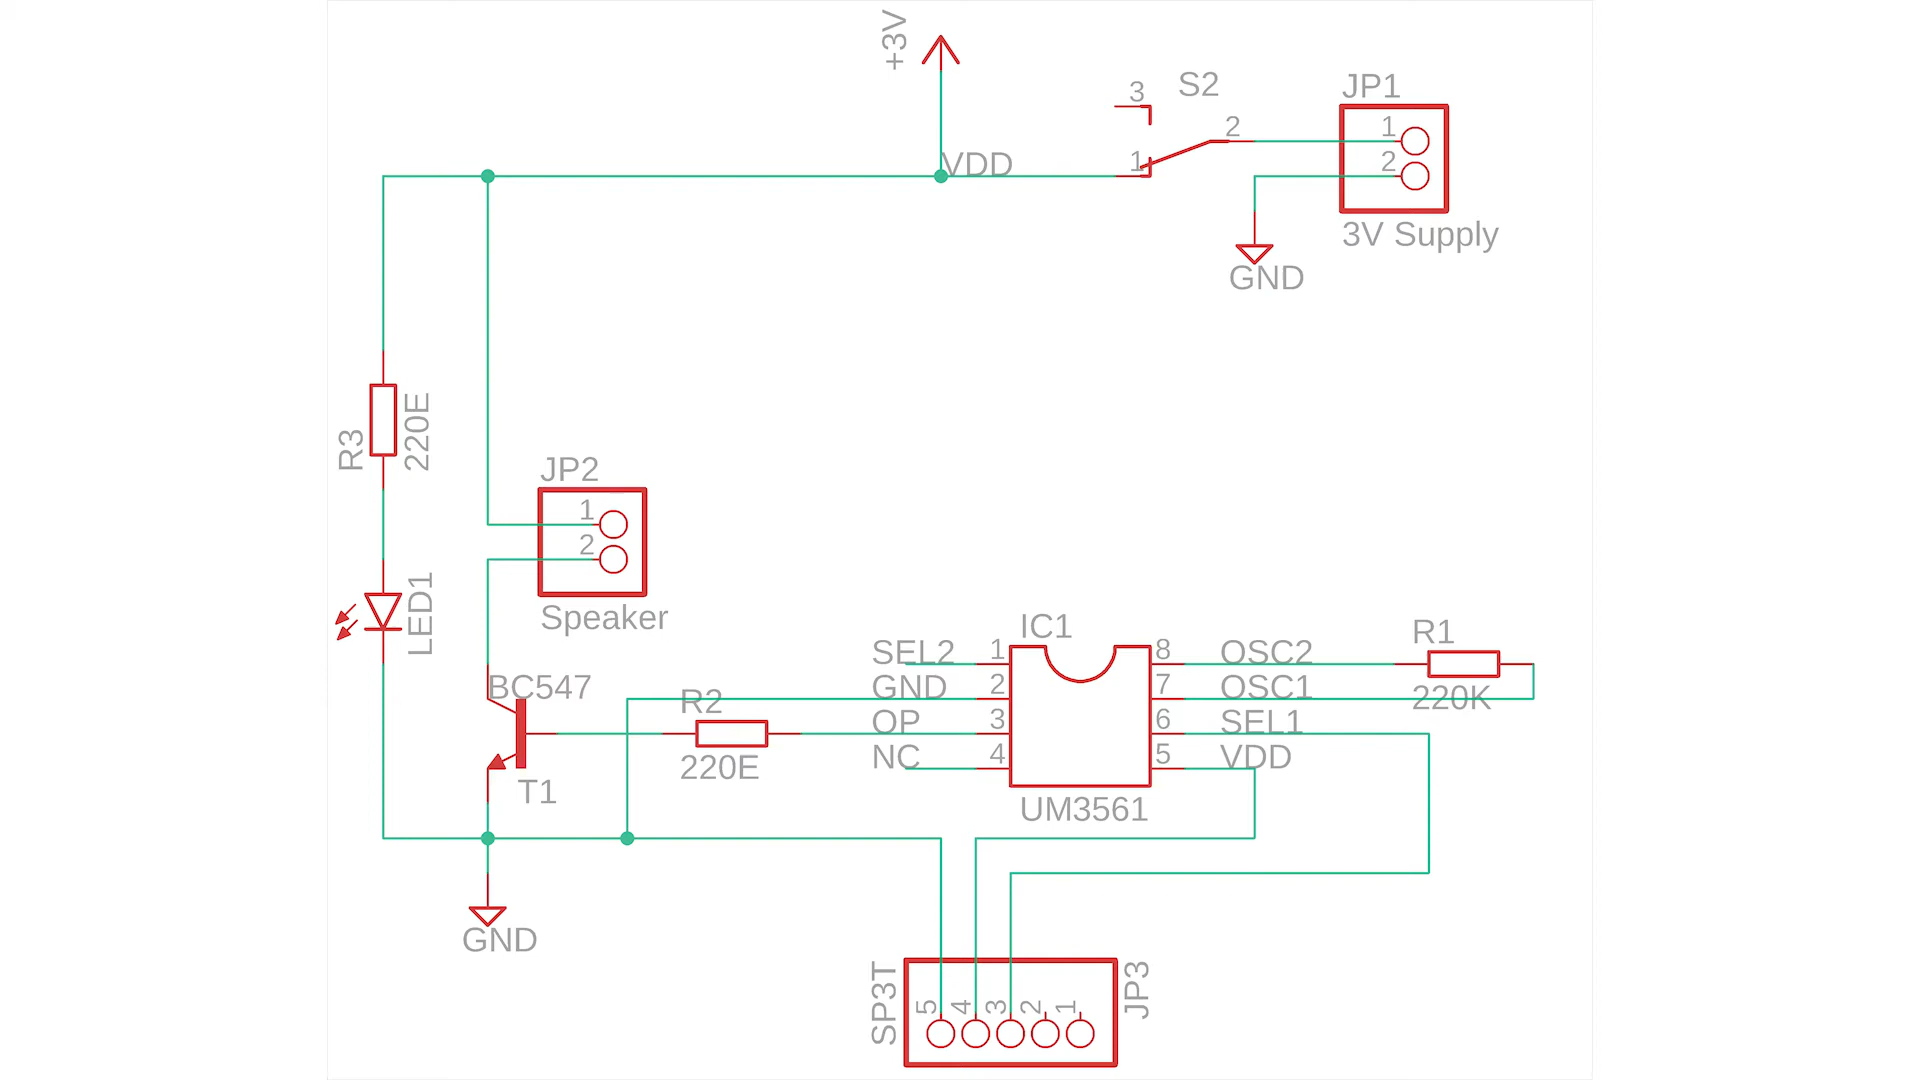 +3V
VDD
3
S2
2
1
JP1
1
2
3V Supply
GND
R3
220E
LED1
JP2
1
2
Speaker
BC547
T1
R2
220E
GND
SEL2
GND
OP
NC
IC1
1
2
3
4
8
7
6
5
UM3561
OSC2
OSC1
SEL1
VDD
R1
220K
SP3T
5
4
3
2
1
JP3